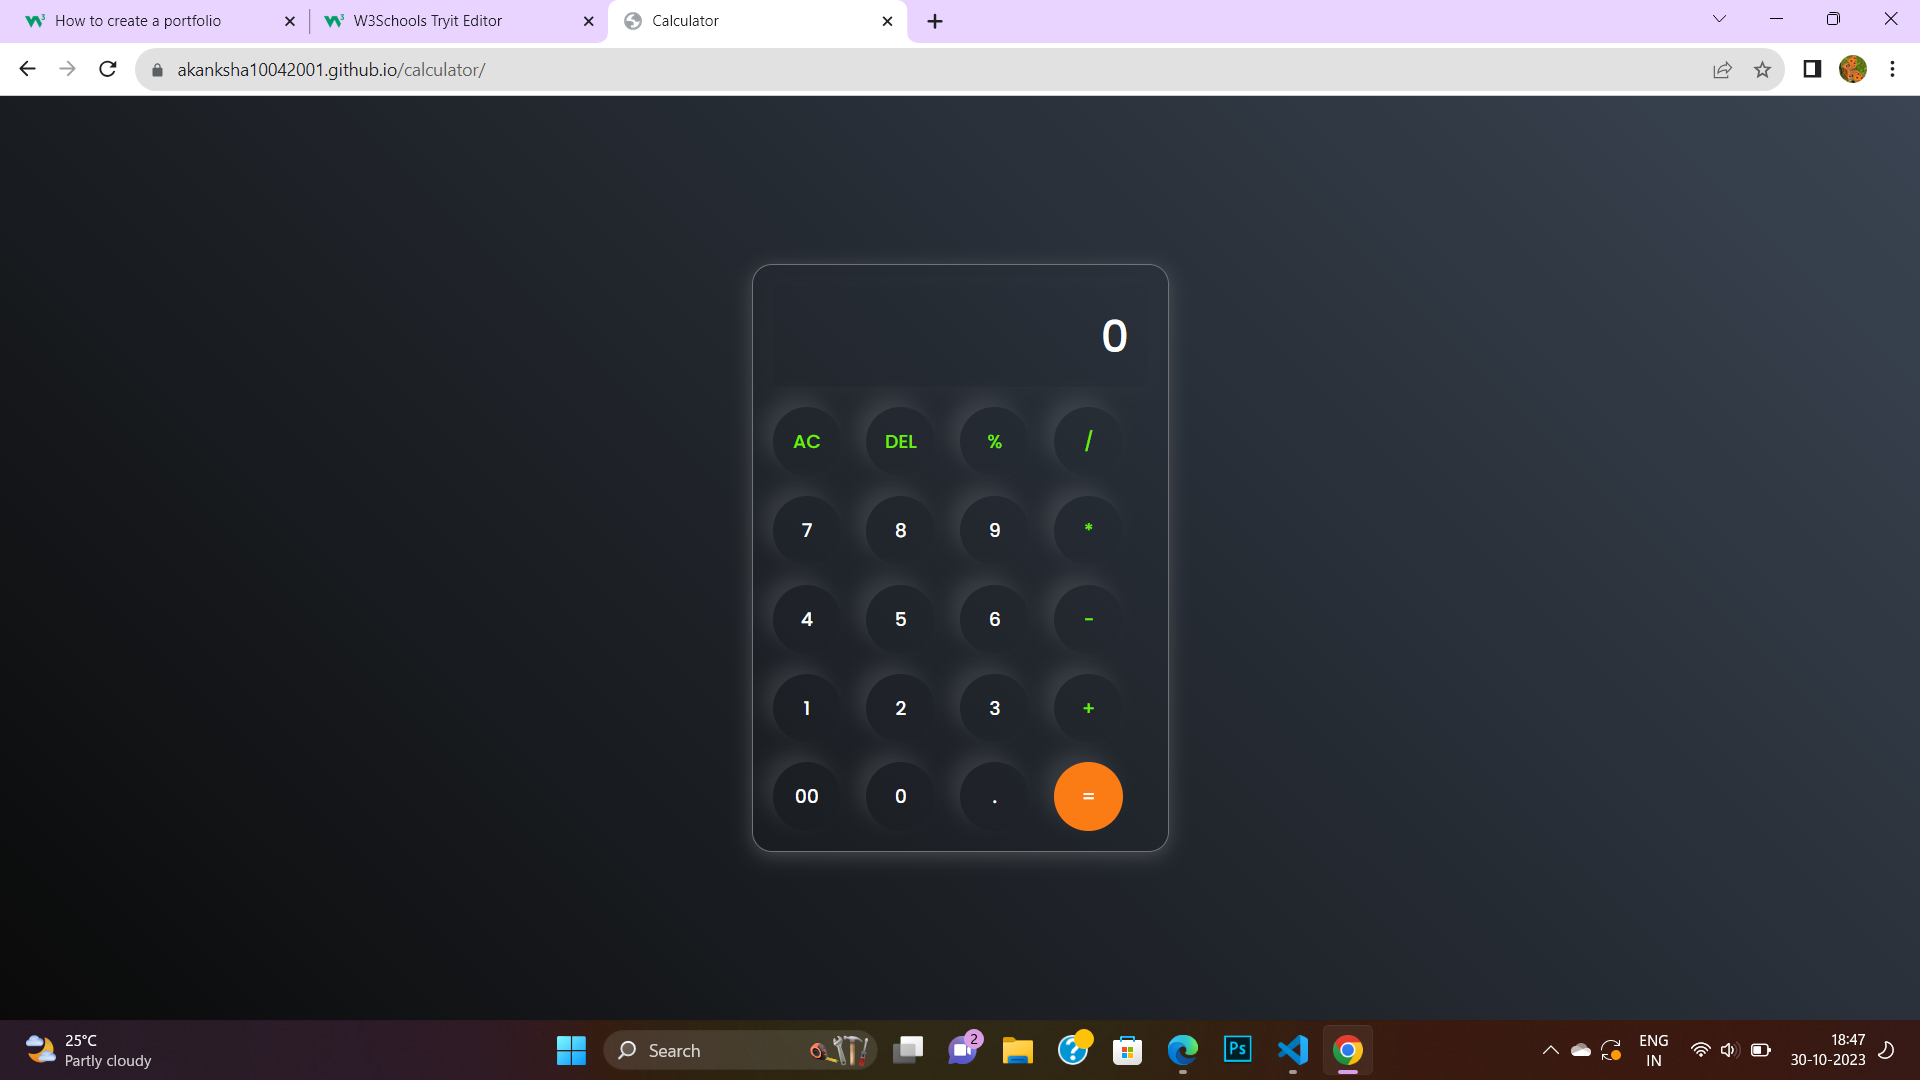 How to create a portfolio
W3Schools Tryit Editor
Calculator
akanksha10042001.github.io/calculator/
0
AC DEL % /
7 8 9 *
4 5 6 -
1 2 3 +
00 0 . =
25°C
Partly cloudy
Search
2
Ps
ENG
IN
18:47
30-10-2023